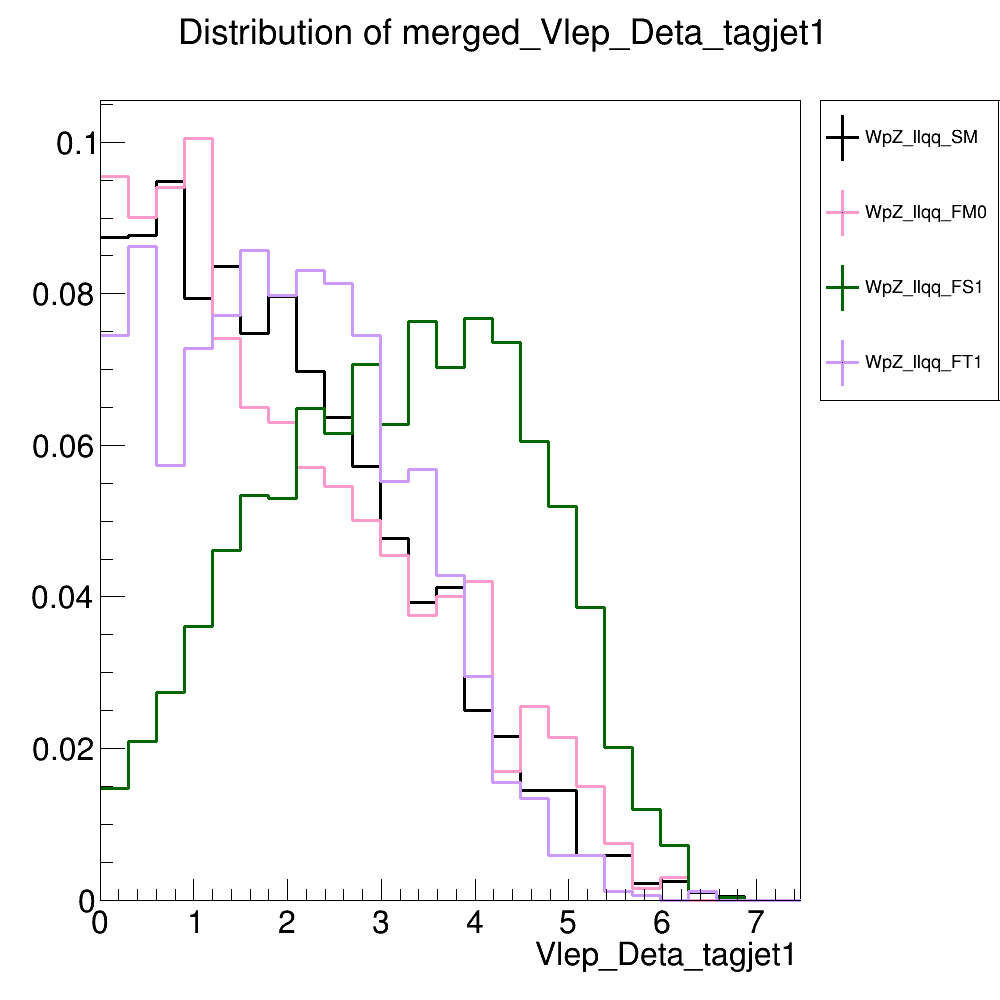 Distribution of merged_Vlep_Deta_tagjet1
WpZ_llqq_SM
WpZ_llqq_FM0
WpZ_llqq_FS1
WpZ_llqq_FT1
0.1
0.08
0.06
0.04
0.02
0
0 1 2 3 4 5 6 7
Vlep_Deta_tagjet1